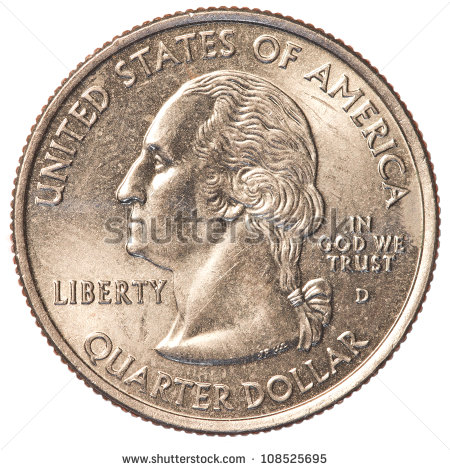 UNITED STATES OF AMERICA
IN
GOD WE
TRUST
LIBERTY
D
QUARTER DOLLAR
shutterstock
www.shutterstock.com · 108525695